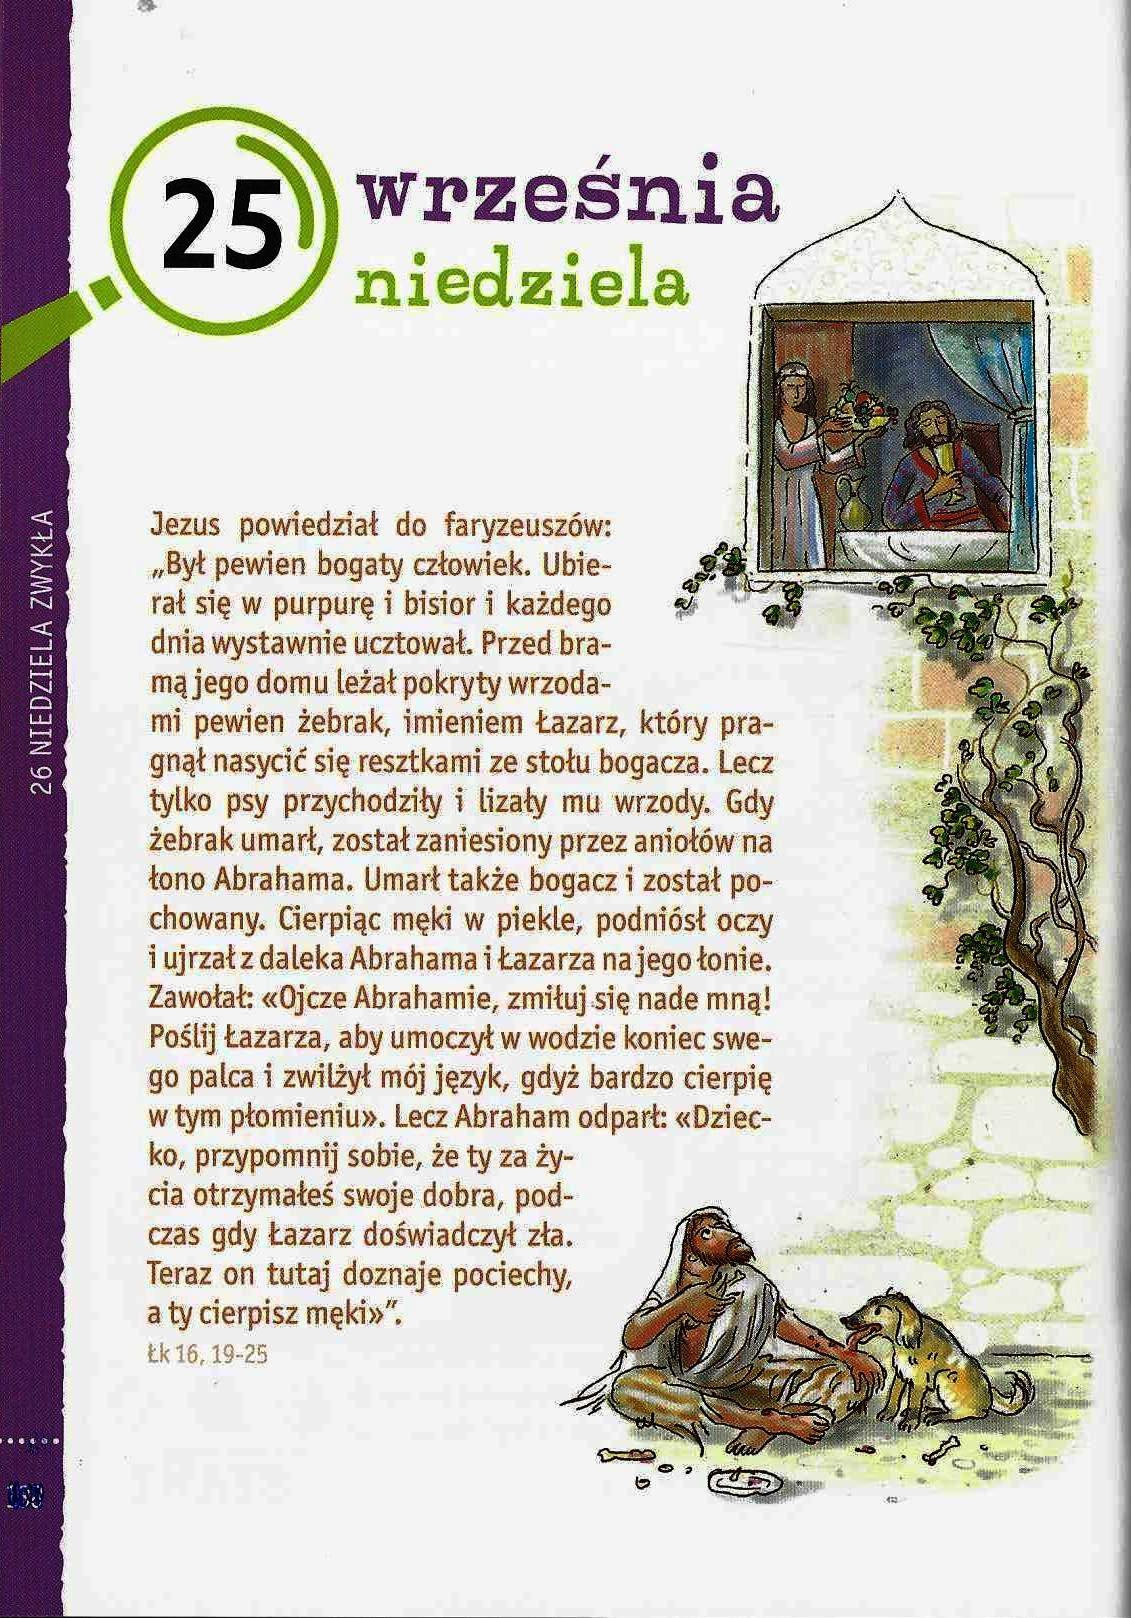 25
września
niedziela
26 NIEDZIELA ZWYKŁA
Jezus powiedział do faryzeuszów:
„Był pewien bogaty człowiek. Ubie-
rał się w purpurę i bisior i każdego
dnia wystawnie ucztował. Przed bra-
mą jego domu leżał pokryty wrzoda-
mi pewien żebrak, imieniem Łazarz, który pra-
gnął nasycić się resztkami ze stołu bogacza. Lecz
tylko psy przychodziły i lizały mu wrzody. Gdy
żebrak umarł, został zaniesiony przez aniołów na
łono Abrahama. Umarł także bogacz i został po-
chowany. Cierpiąc męki w piekle, podniósł oczy
i ujrzał z daleka Abrahama i Łazarza na jego łonie.
Zawołał: «Ojcze Abrahamie, zmiłuj się nade mną!
Poślij Łazarza, aby umoczył w wodzie koniec swe-
go palca i zwilżył mój język, gdyż bardzo cierpię
w tym płomieniu». Lecz Abraham odparł: «Dziec-
ko, przypomnij sobie, że ty za ży-
cia otrzymałeś swoje dobra, pod-
czas gdy Łazarz doświadczył zła.
Teraz on tutaj doznaje pociechy,
a ty cierpisz męki»”.
Łk 16, 19-25